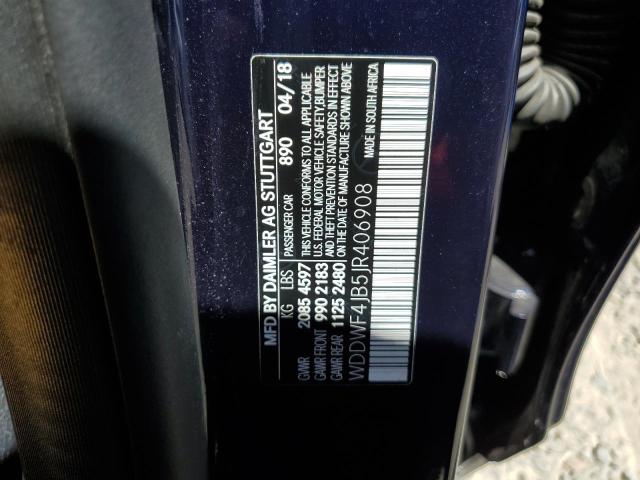 MFD BY DAIMLER AG STUTTGART
KG LBS PASSENGER CAR 890 04/18
GVWR 2085 4597 THIS VEHICLE CONFORMS TO ALL APPLICABLE
GAWR FRONT 990 2183 U.S. FEDERAL MOTOR VEHICLE SAFETY, BUMPER
AND THEFT PREVENTION STANDARDS IN EFFECT
GAWR REAR 1125 2480 ON THE DATE OF MANUFACTURE SHOWN ABOVE
WDDWF4JB5JR406908 MADE IN SOUTH AFRICA